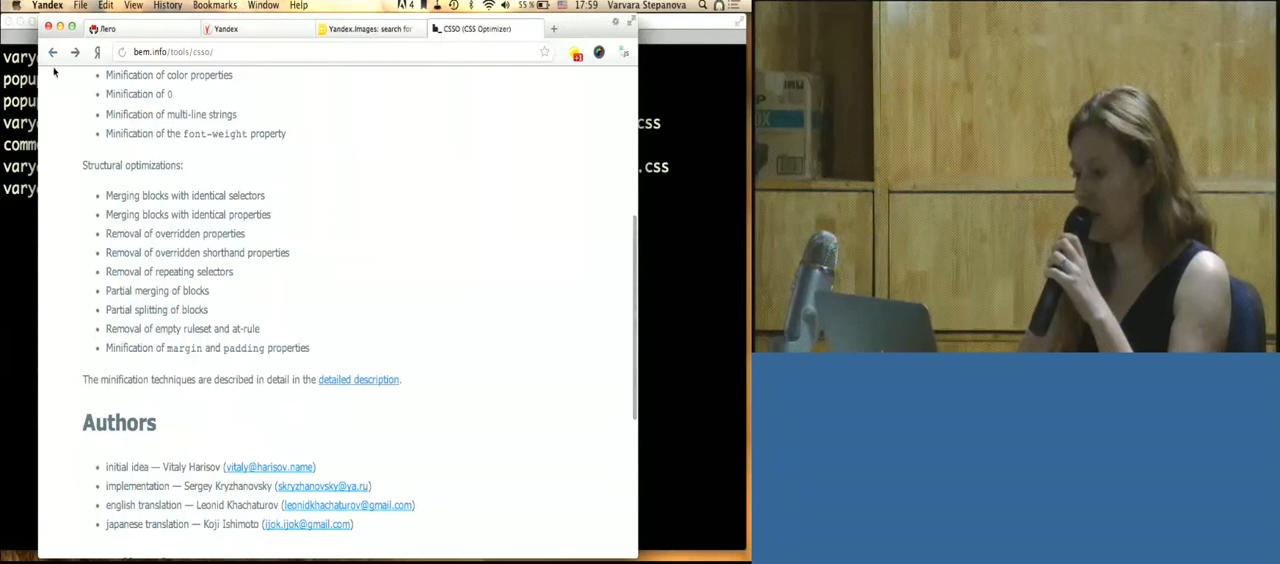 Yandex File Edit View History Bookmarks Window Help 4 55 % 17:59 Varvara Stepanova
Лего Yandex Yandex.Images: search for CSSO (CSS Optimizer)
bem.info/tools/csso/
vary
popu
popu
vary
comm
vary
vary
css
.css
• Minification of color properties
• Minification of 0
• Minification of multi-line strings
• Minification of the font-weight property
Structural optimizations:
• Merging blocks with identical selectors
• Merging blocks with identical properties
• Removal of overridden properties
• Removal of overridden shorthand properties
• Removal of repeating selectors
• Partial merging of blocks
• Partial splitting of blocks
• Removal of empty ruleset and at-rule
• Minification of margin and padding properties
The minification techniques are described in detail in the detailed description.
Authors
• initial idea — Vitaly Harisov (vitaly@harisov.name)
• implementation — Sergey Kryzhanovsky (skryzhanovsky@ya.ru)
• english translation — Leonid Khachaturov (leonidkhachaturov@gmail.com)
• japanese translation — Koji Ishimoto (ijok.ijok@gmail.com)